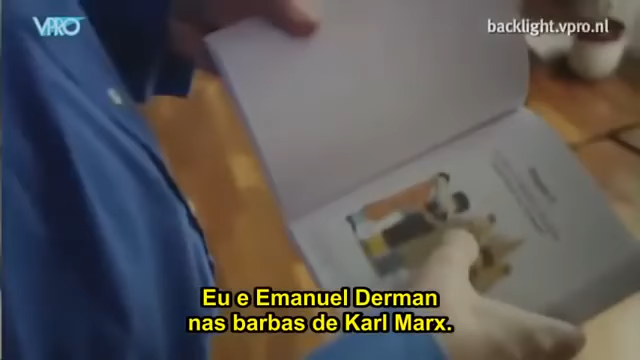 VPRO
backlight.vpro.nl
Eu e Emanuel Derman
nas barbas de Karl Marx.